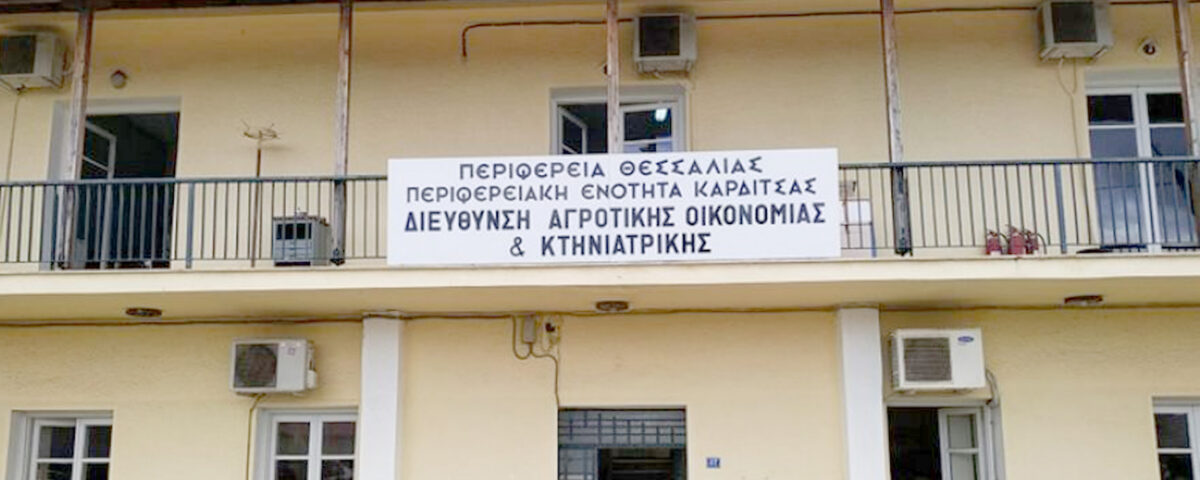 ΠΕΡΙΦΕΡΕΙΑ ΘΕΣΣΑΛΙΑΣ
ΠΕΡΙΦΕΡΕΙΑΚΗ ΕΝΟΤΗΤΑ ΚΑΡΔΙΤΣΑΣ
ΔΙΕΥΘΥΝΣΗ ΑΓΡΟΤΙΚΗΣ ΟΙΚΟΝΟΜΙΑΣ
& ΚΤΗΝΙΑΤΡΙΚΗΣ